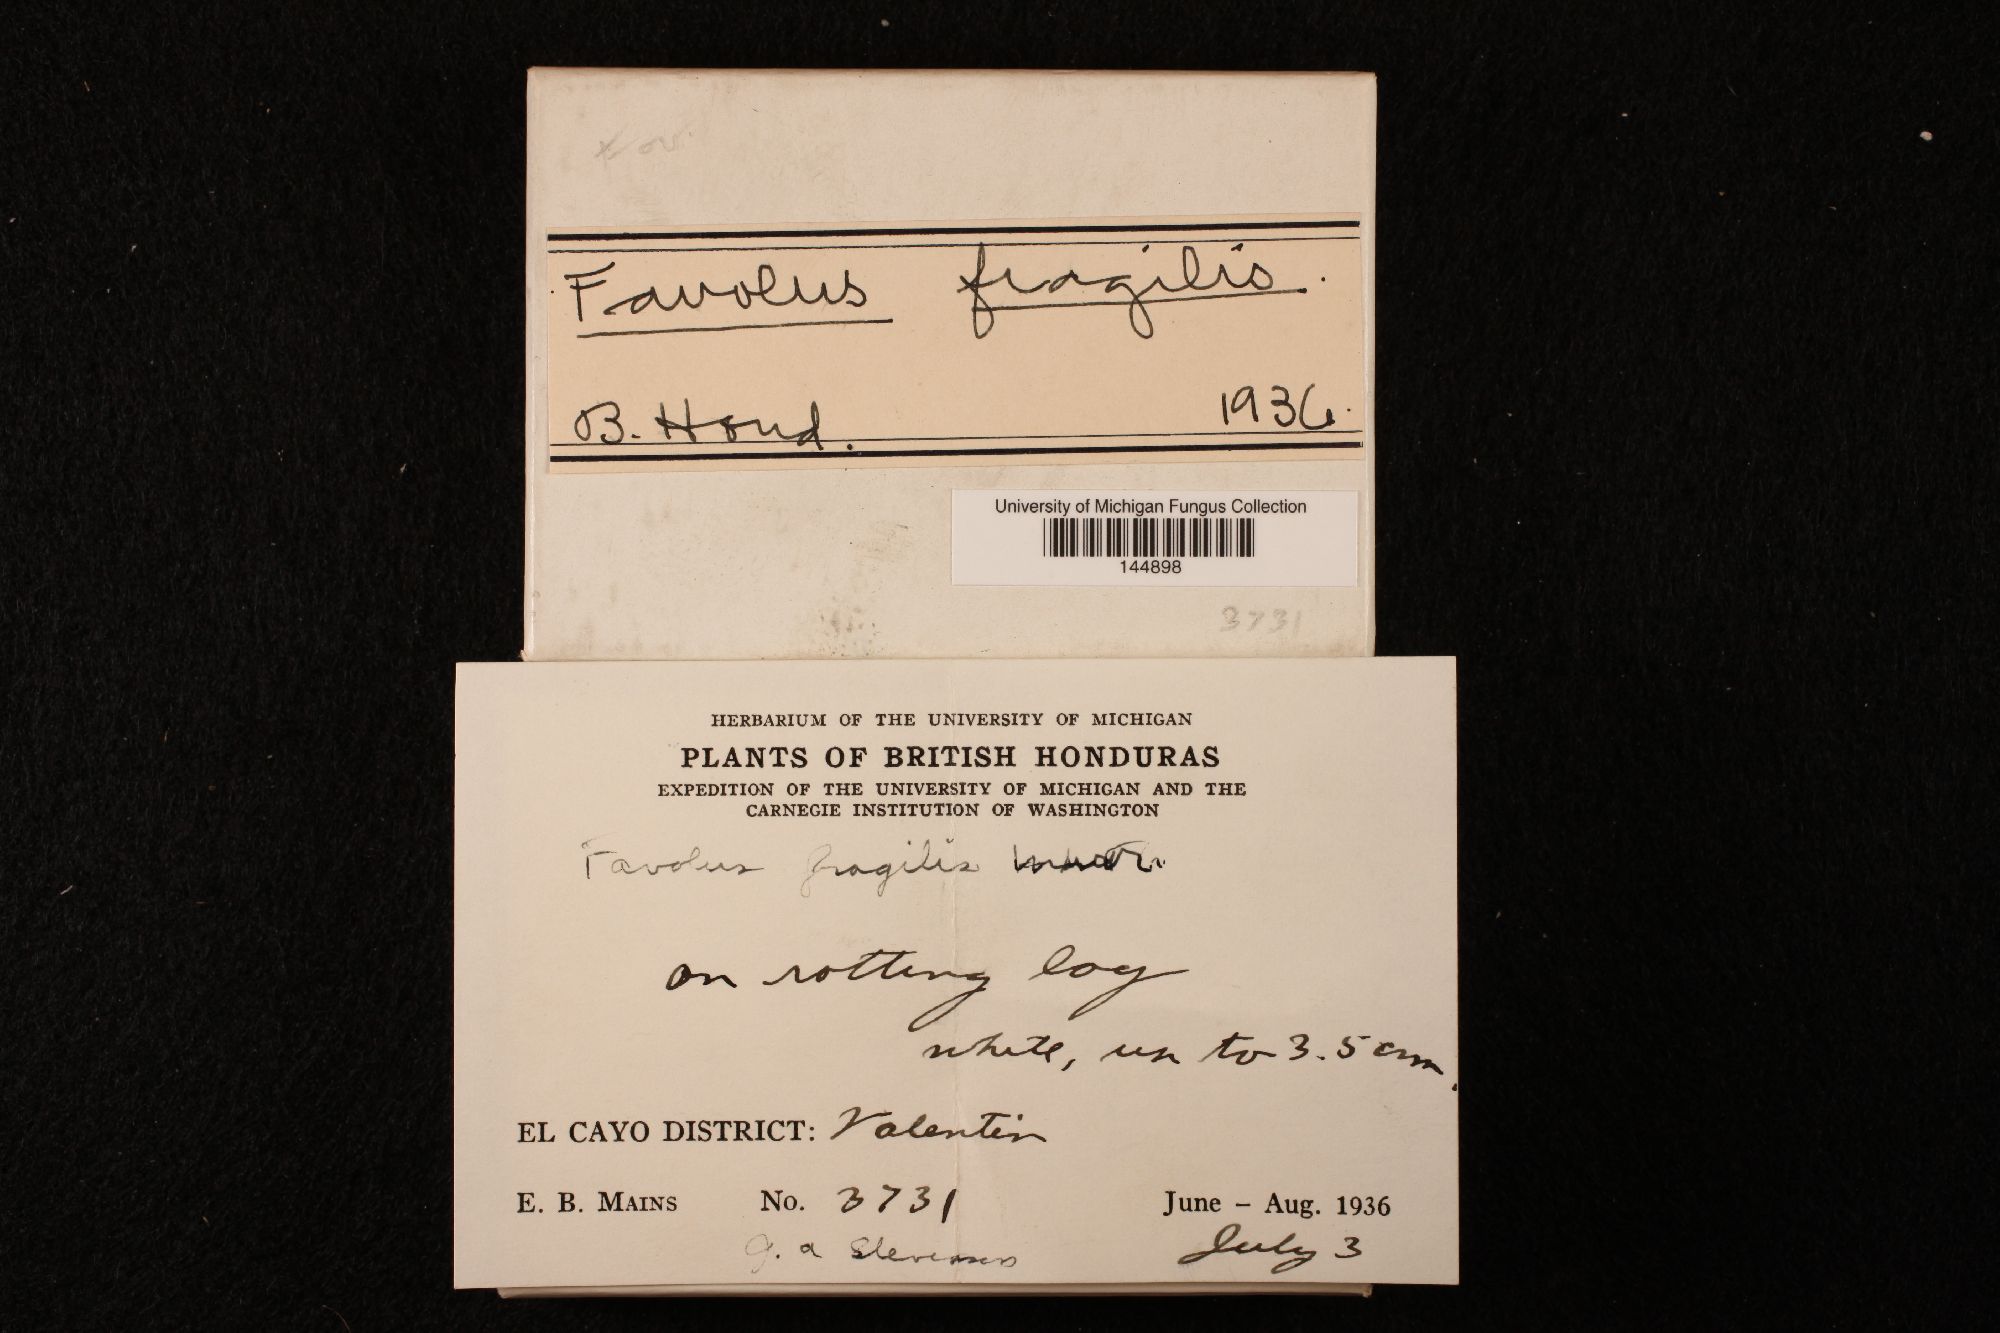 Favolus fragilis.
B. Hond. 1936.
University of Michigan Fungus Collection
144898
3731
HERBARIUM OF THE UNIVERSITY OF MICHIGAN
PLANTS OF BRITISH HONDURAS
EXPEDITION OF THE UNIVERSITY OF MICHIGAN AND THE
CARNEGIE INSTITUTION OF WASHINGTON
Favolus fragilis
on rotting log
white, up to 3.5 cm.
EL CAYO DISTRICT: Valentin
E. B. MAINS No. 3731 June - Aug. 1936
J. A Stevenson July 3